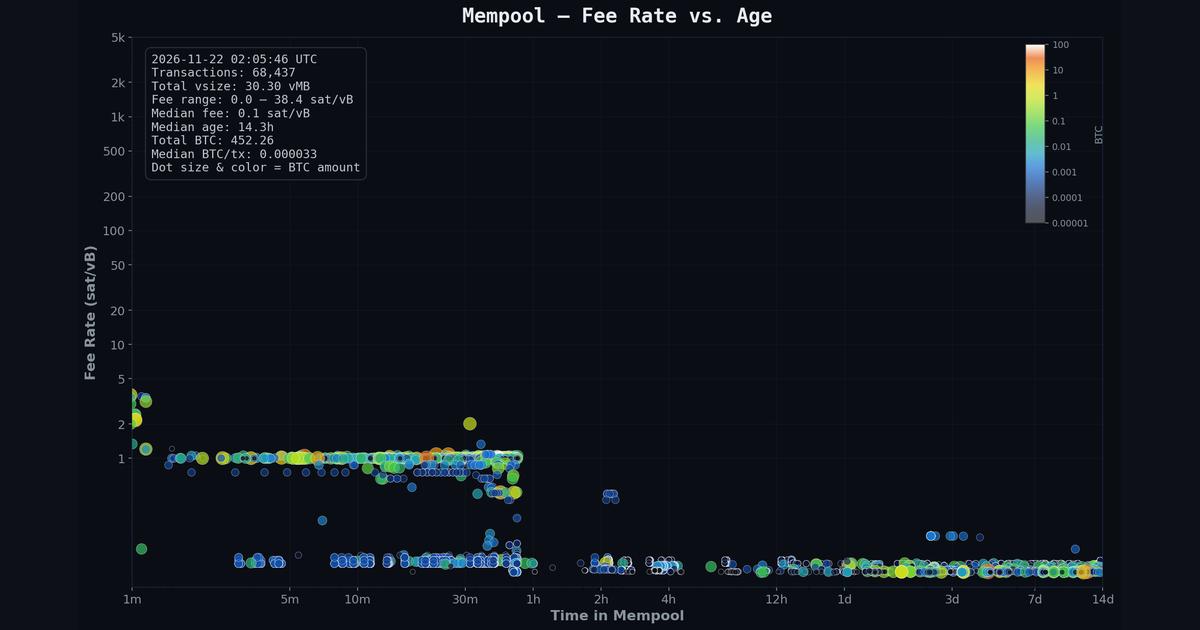 Mempool — Fee Rate vs. Age
2026-11-22 02:05:46 UTC
Transactions: 68,437
Total vsize: 30.30 vMB
Fee range: 0.0 — 38.4 sat/vB
Median fee: 0.1 sat/vB
Median age: 14.3h
Total BTC: 452.26
Median BTC/tx: 0.000033
Dot size & color = BTC amount
5k
2k
1k
500
200
100
50
20
10
5
2
1
Fee Rate (sat/vB)
100
10
1
0.1
0.01
0.001
0.0001
0.00001
BTC
1m 5m 10m 30m 1h 2h 4h 12h 1d 3d 7d 14d
Time in Mempool